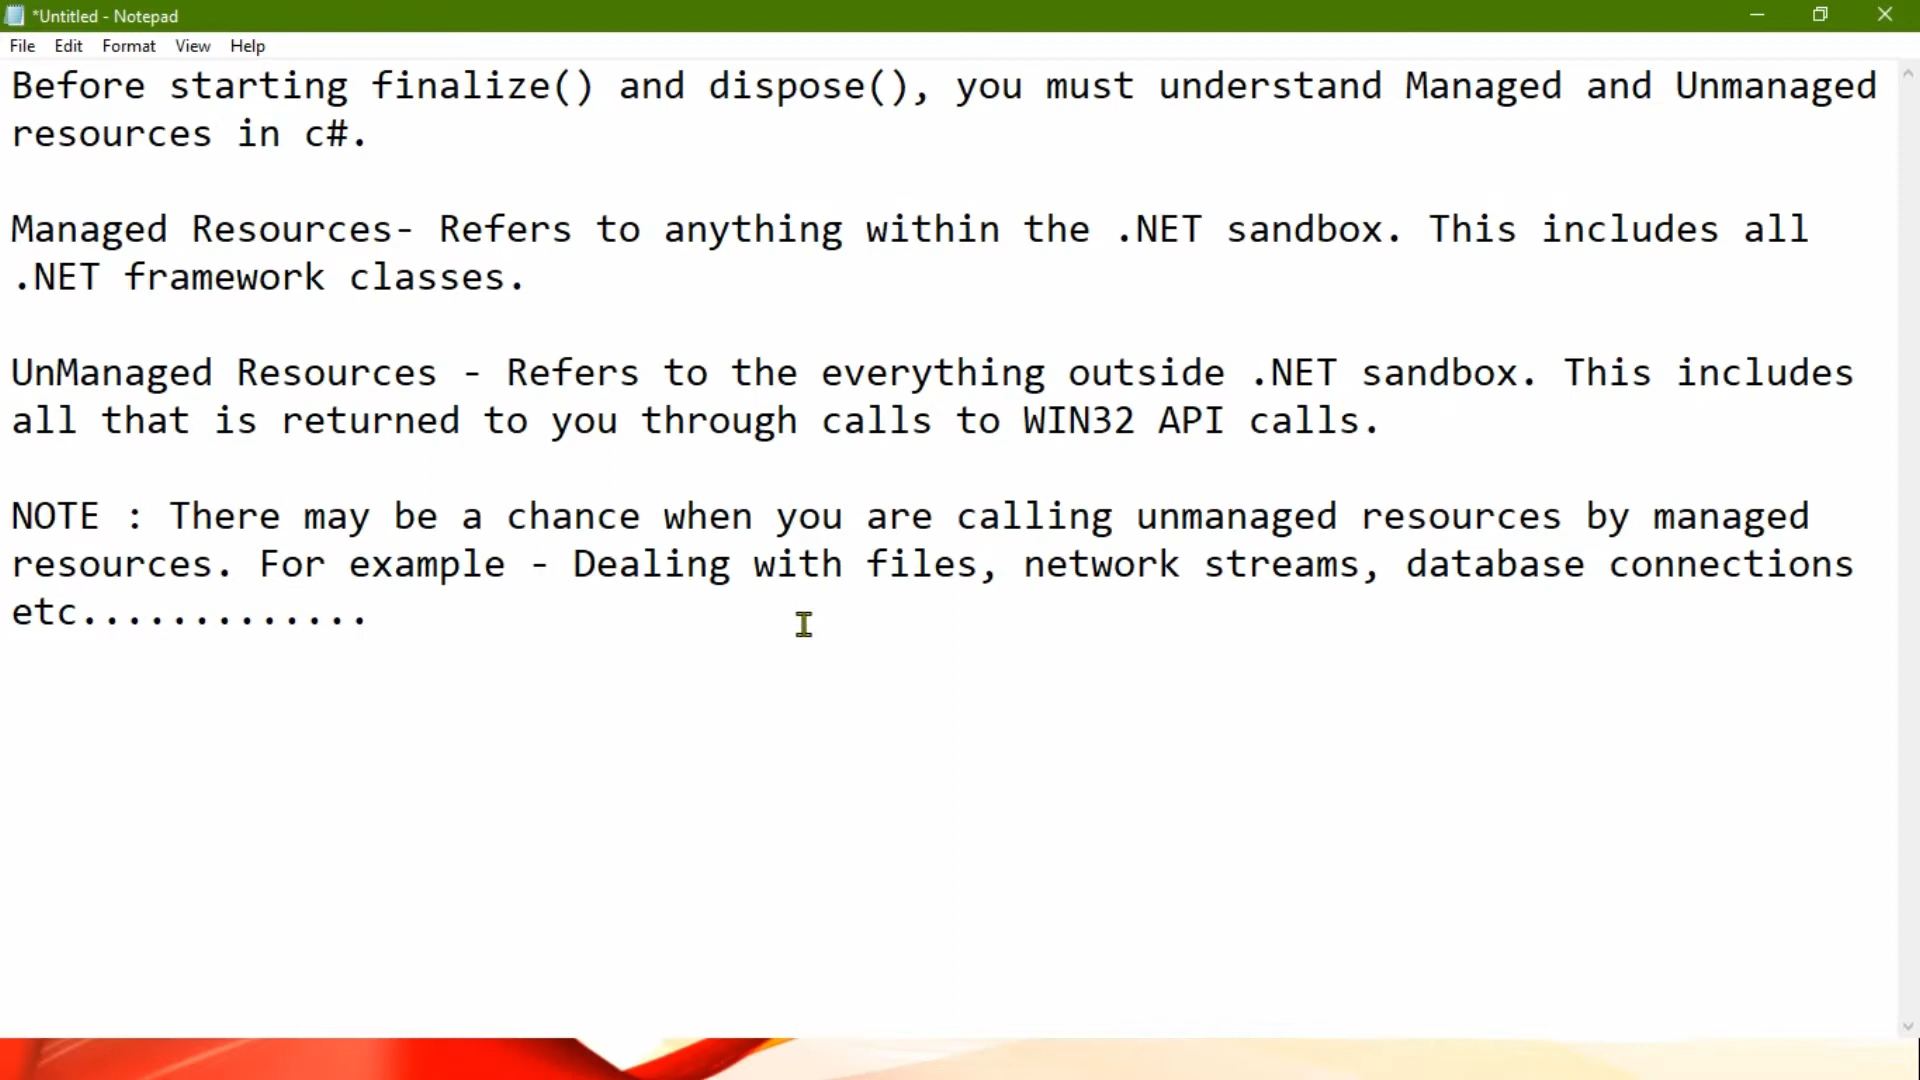 *Untitled - Notepad
File Edit Format View Help
Before starting finalize() and dispose(), you must understand Managed and Unmanaged
resources in c#.
Managed Resources- Refers to anything within the .NET sandbox. This includes all
.NET framework classes.
UnManaged Resources - Refers to the everything outside .NET sandbox. This includes
all that is returned to you through calls to WIN32 API calls.
NOTE : There may be a chance when you are calling unmanaged resources by managed
resources. For example - Dealing with files, network streams, database connections
etc.............